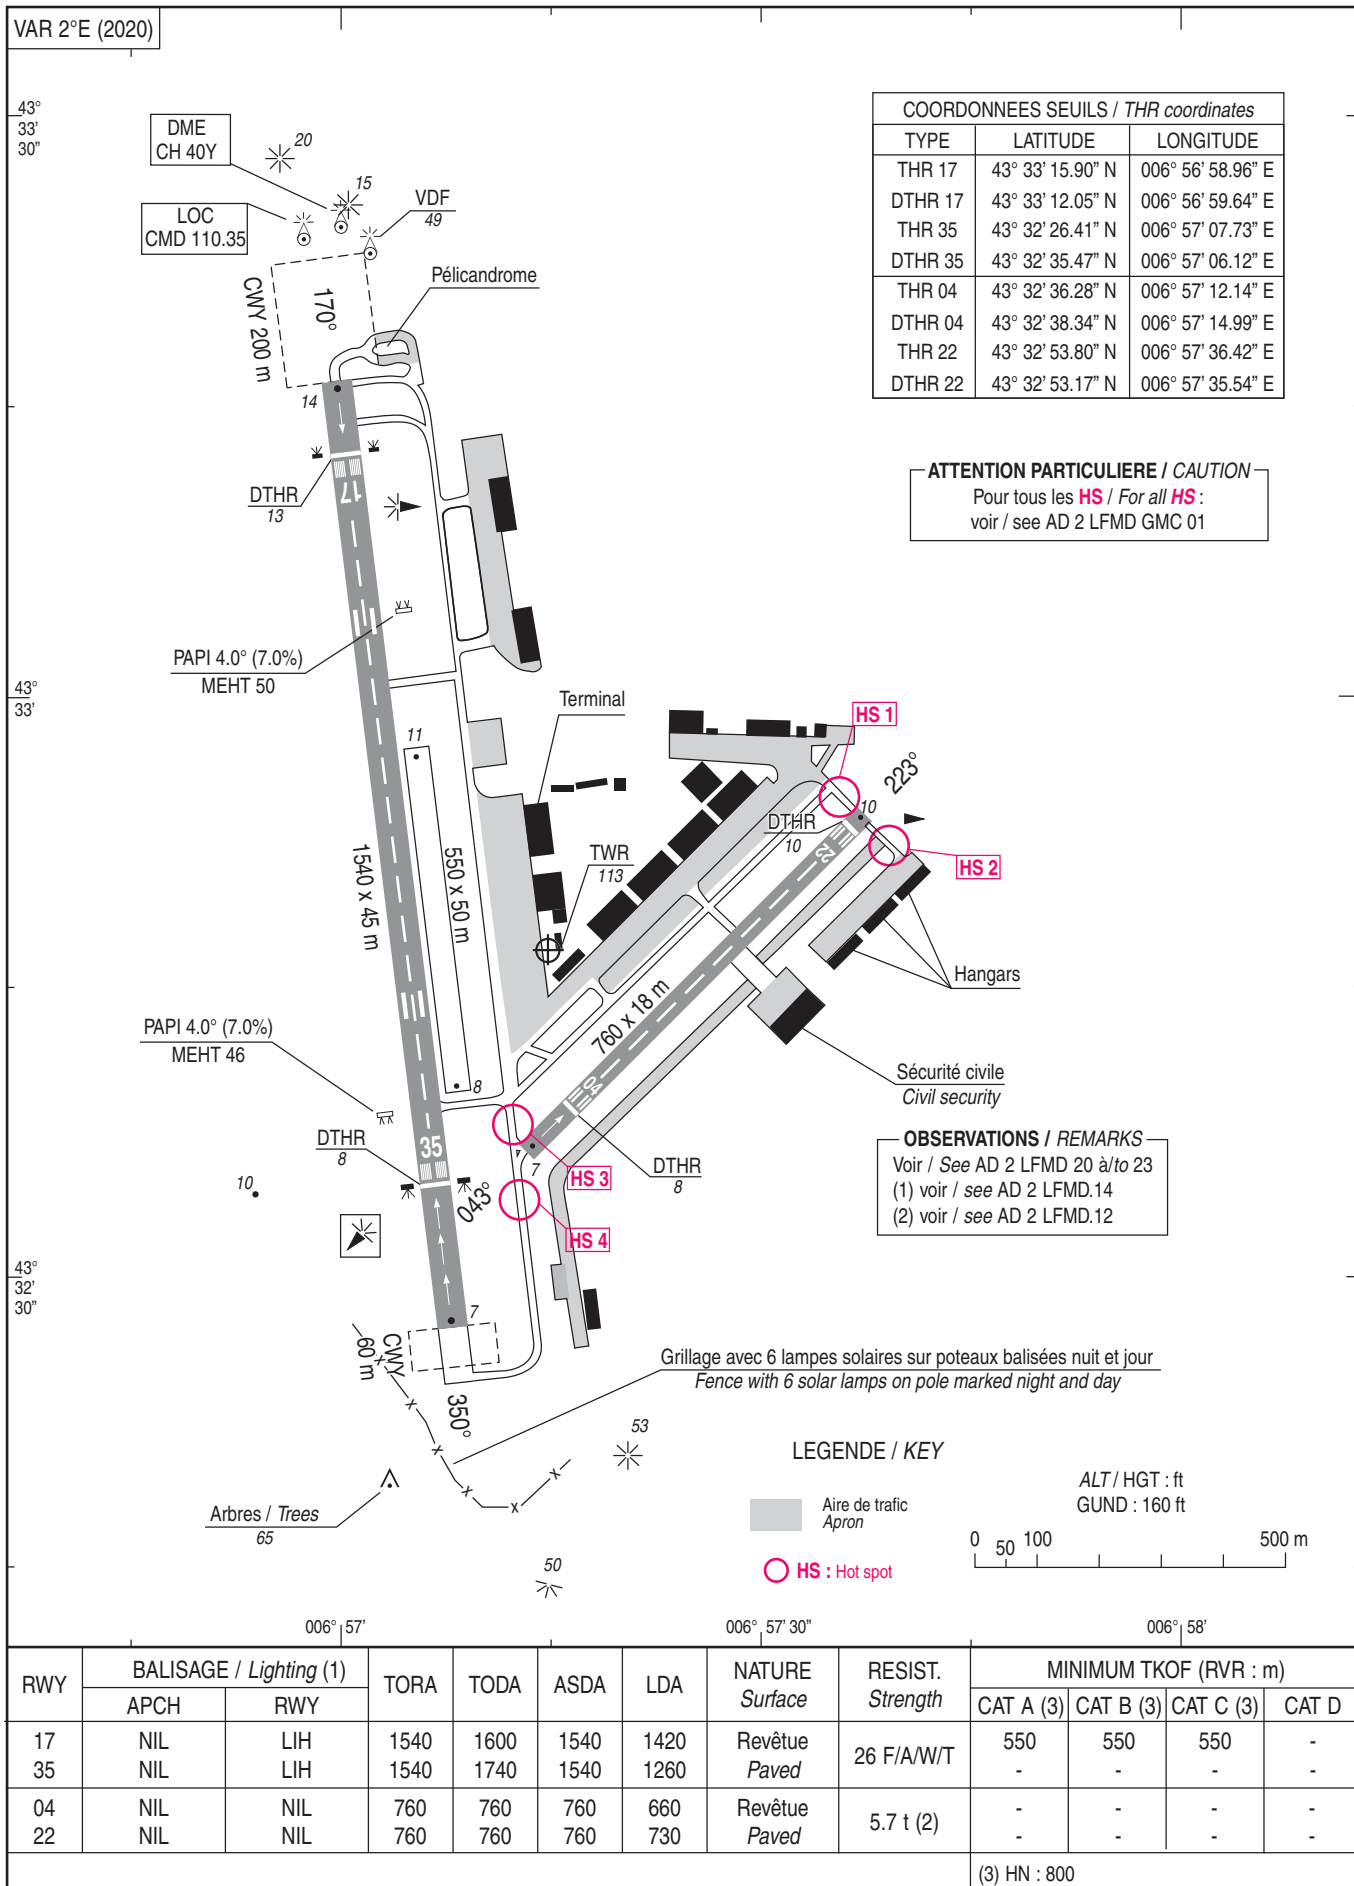 VAR 2°E (2020)
43°
33'
30"
DME
CH 40Y
20
15
LOC
CMD 110.35
VDF
49
Pélicandrome
CWY 200 m
170°
14
DTHR
13
17
PAPI 4.0° (7.0%)
MEHT 50
COORDONNEES SEUILS / THR coordinates
TYPE LATITUDE LONGITUDE
THR 17 43° 33' 15.90" N 006° 56' 58.96" E
DTHR 17 43° 33' 12.05" N 006° 56' 59.64" E
THR 35 43° 32' 26.41" N 006° 57' 07.73" E
DTHR 35 43° 32' 35.47" N 006° 57' 06.12" E
THR 04 43° 32' 36.28" N 006° 57' 12.14" E
DTHR 04 43° 32' 38.34" N 006° 57' 14.99" E
THR 22 43° 32' 53.80" N 006° 57' 36.42" E
DTHR 22 43° 32' 53.17" N 006° 57' 35.54" E
ATTENTION PARTICULIERE / CAUTION
Pour tous les HS / For all HS :
voir / see AD 2 LFMD GMC 01
43°
33'
Terminal
HS 1
223°
11
10
DTHR
10
22
HS 2
1540 x 45 m
550 x 50 m
TWR
113
Hangars
760 x 18 m
PAPI 4.0° (7.0%)
MEHT 46
Sécurité civile
Civil security
8
04
DTHR
8
35
7
HS 3
DTHR
8
10
043°
HS 4
OBSERVATIONS / REMARKS
Voir / See AD 2 LFMD 20 à/to 23
(1) voir / see AD 2 LFMD.14
(2) voir / see AD 2 LFMD.12
43°
32'
30"
7
CWY
60 m
350°
x
x
x
x
x
x
Grillage avec 6 lampes solaires sur poteaux balisées nuit et jour
Fence with 6 solar lamps on pole marked night and day
53
Arbres / Trees
65
50
LEGENDE / KEY
Aire de trafic
Apron
HS : Hot spot
ALT / HGT : ft
GUND : 160 ft
0 50 100 500 m
006° 57' 006° 57' 30" 006° 58'
RWY BALISAGE / Lighting (1) TORA TODA ASDA LDA NATURE Surface RESIST. Strength MINIMUM TKOF (RVR : m)
APCH RWY CAT A (3) CAT B (3) CAT C (3) CAT D
17 NIL LIH 1540 1600 1540 1420 Revêtue 26 F/A/W/T 550 550 550 -
35 NIL LIH 1540 1740 1540 1260 Paved - - - -
04 NIL NIL 760 760 760 660 Revêtue 5.7 t (2) - - - -
22 NIL NIL 760 760 760 730 Paved - - - -
(3) HN : 800